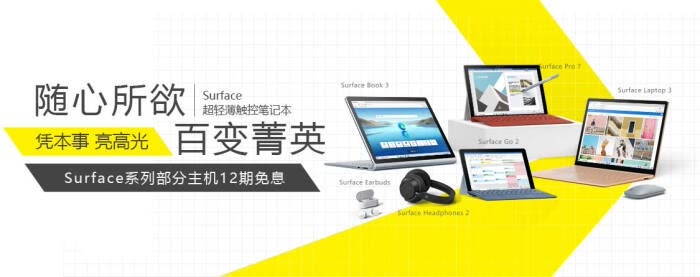 随心所欲
Surface
超轻薄触控笔记本
凭本事 亮高光
百变菁英
Surface系列部分主机12期免息
Surface Book 3
Surface Pro 7
Surface Laptop 3
Surface Go 2
Surface Earbuds
Surface Headphones 2